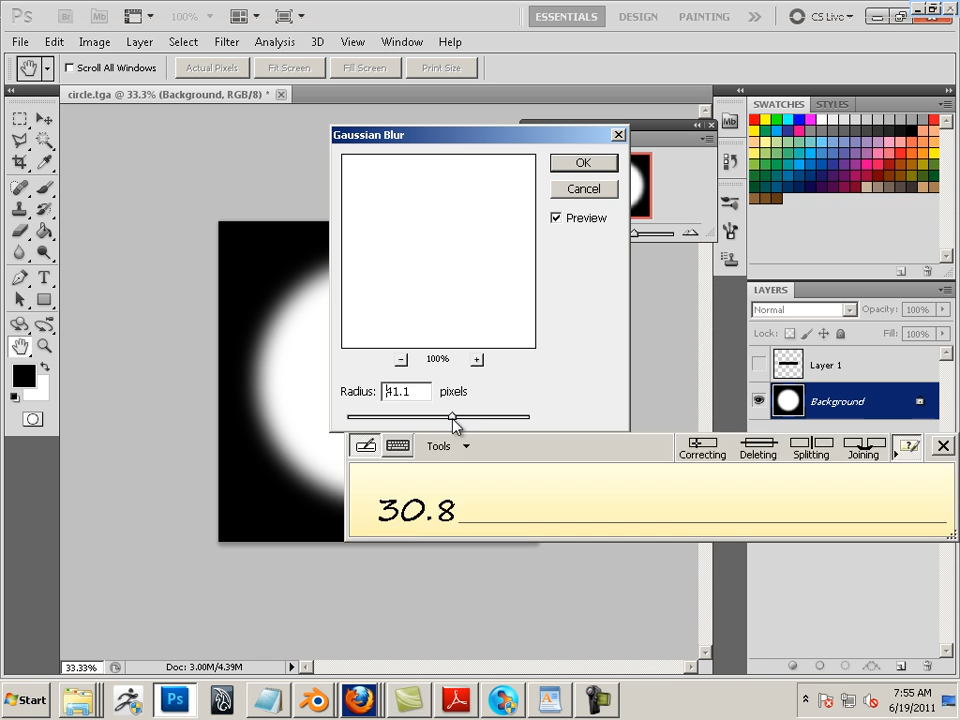 Ps Br Mb 100% ESSENTIALS DESIGN PAINTING CS Live
File Edit Image Layer Select Filter Analysis 3D View Window Help
Scroll All Windows Actual Pixels Fit Screen Fill Screen Print Size
circle.tga @ 33.3% (Background, RGB/8) *
SWATCHES STYLES
Mb
Gaussian Blur
OK
Cancel
Preview
100%
Radius: 41.1 pixels
LAYERS
Normal Opacity: 100%
Lock: Fill: 100%
Layer 1
Background
Tools Correcting Deleting Splitting Joining
30.8
33.33% Doc: 3.00M/4.39M
Start Ps 7:55 AM
6/19/2011